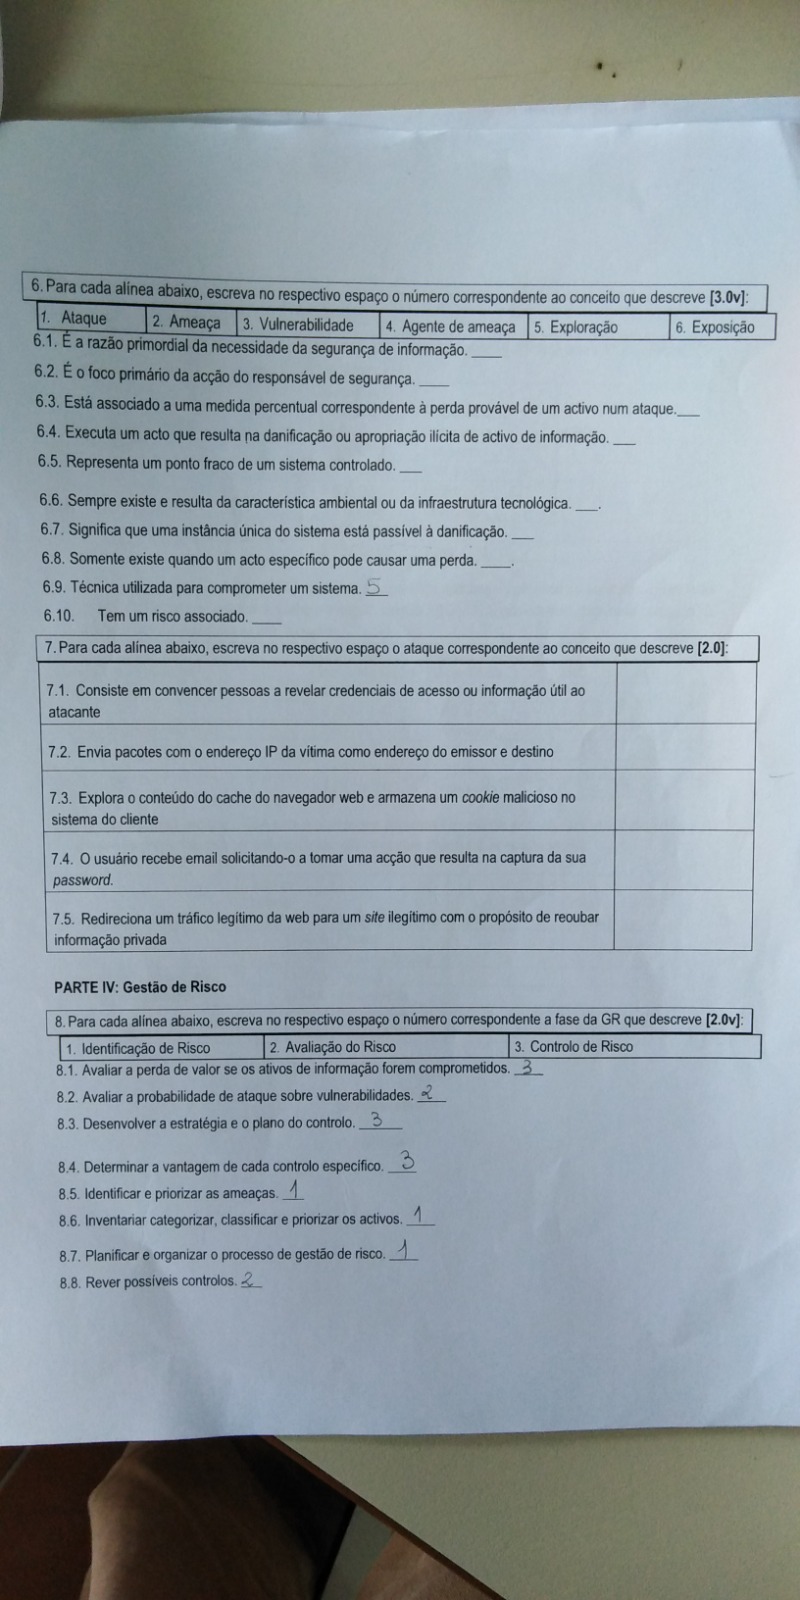 6. Para cada alínea abaixo, escreva no respectivo espaço o número correspondente ao conceito que descreve [3.0v]:
1. Ataque 2. Ameaça 3. Vulnerabilidade 4. Agente de ameaça 5. Exploração 6. Exposição
6.1. É a razão primordial da necessidade da segurança de informação. ____
6.2. É o foco primário da acção do responsável de segurança. ____
6.3. Está associado a uma medida percentual correspondente à perda provável de um activo num ataque.___
6.4. Executa um acto que resulta na danificação ou apropriação ilícita de activo de informação. ___
6.5. Representa um ponto fraco de um sistema controlado. ___
6.6. Sempre existe e resulta da característica ambiental ou da infraestrutura tecnológica. ___.
6.7. Significa que uma instância única do sistema está passível à danificação. ___
6.8. Somente existe quando um acto específico pode causar uma perda. ____.
6.9. Técnica utilizada para comprometer um sistema. 5
6.10. Tem um risco associado. ____
7. Para cada alínea abaixo, escreva no respectivo espaço o ataque correspondente ao conceito que descreve [2.0]:
7.1. Consiste em convencer pessoas a revelar credenciais de acesso ou informação útil ao
atacante
7.2. Envia pacotes com o endereço IP da vítima como endereço do emissor e destino
7.3. Explora o conteúdo do cache do navegador web e armazena um cookie malicioso no
sistema do cliente
7.4. O usuário recebe email solicitando-o a tomar uma acção que resulta na captura da sua
password.
7.5. Redireciona um tráfico legítimo da web para um site ilegítimo com o propósito de reoubar
informação privada
PARTE IV: Gestão de Risco
8. Para cada alínea abaixo, escreva no respectivo espaço o número correspondente a fase da GR que descreve [2.0v]:
1. Identificação de Risco 2. Avaliação do Risco 3. Controlo de Risco
8.1. Avaliar a perda de valor se os ativos de informação forem comprometidos. 3
8.2. Avaliar a probabilidade de ataque sobre vulnerabilidades. 2
8.3. Desenvolver a estratégia e o plano do controlo. 3
8.4. Determinar a vantagem de cada controlo específico. 3
8.5. Identificar e priorizar as ameaças. 1
8.6. Inventariar categorizar, classificar e priorizar os activos. 1
8.7. Planificar e organizar o processo de gestão de risco. 1
8.8. Rever possíveis controlos. 2